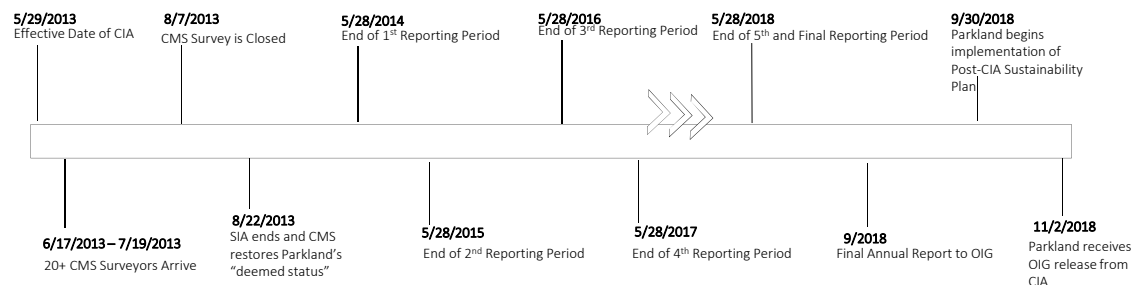 5/29/2013
Effective Date of CIA
8/7/2013
CMS Survey is Closed
5/28/2014
End of 1st Reporting Period
5/28/2016
End of 3rd Reporting Period
5/28/2018
End of 5th and Final Reporting Period
9/30/2018
Parkland begins
implementation of
Post-CIA Sustainability
Plan
6/17/2013 – 7/19/2013
20+ CMS Surveyors Arrive
8/22/2013
SIA ends and CMS
restores Parkland’s
“deemed status”
5/28/2015
End of 2nd Reporting Period
5/28/2017
End of 4th Reporting Period
9/2018
Final Annual Report to OIG
11/2/2018
Parkland receives
OIG release from
CIA